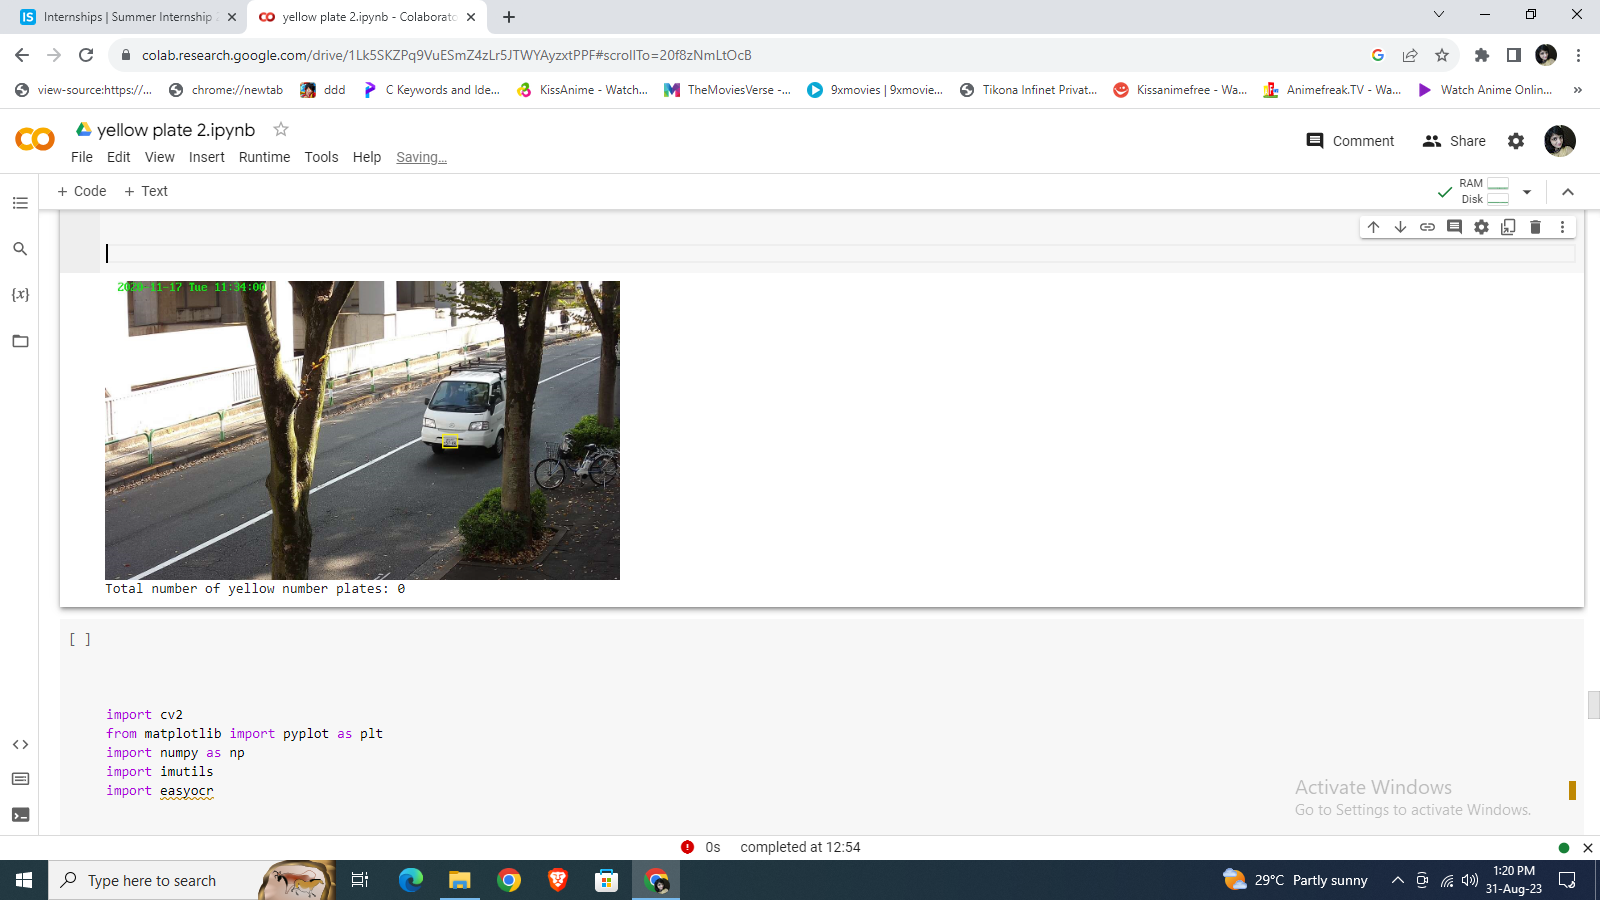 Internships | Summer Internship 2
yellow plate 2.ipynb - Colaborato
colab.research.google.com/drive/1Lk5SKZPq9VuESmZ4zLr5JTWYAyzxtPPF#scrollTo=20f8zNmLtOcB
view-source:https://...
chrome://newtab
ddd
C Keywords and Ide...
KissAnime - Watch...
TheMoviesVerse -...
9xmovies | 9xmovie...
Tikona Infinet Privat...
Kissanimefree - Wa...
Animefreak.TV - Wa...
Watch Anime Onlin...
»
yellow plate 2.ipynb
Comment
Share
File Edit View Insert Runtime Tools Help Saving...
+ Code + Text
RAM
Disk
{x}
2020-11-17 Tue 11:34:00
Total number of yellow number plates: 0
[ ]
import cv2
from matplotlib import pyplot as plt
import numpy as np
import imutils
import easyocr
Activate Windows
Go to Settings to activate Windows.
0s completed at 12:54
Type here to search
29°C Partly sunny
1:20 PM
31-Aug-23